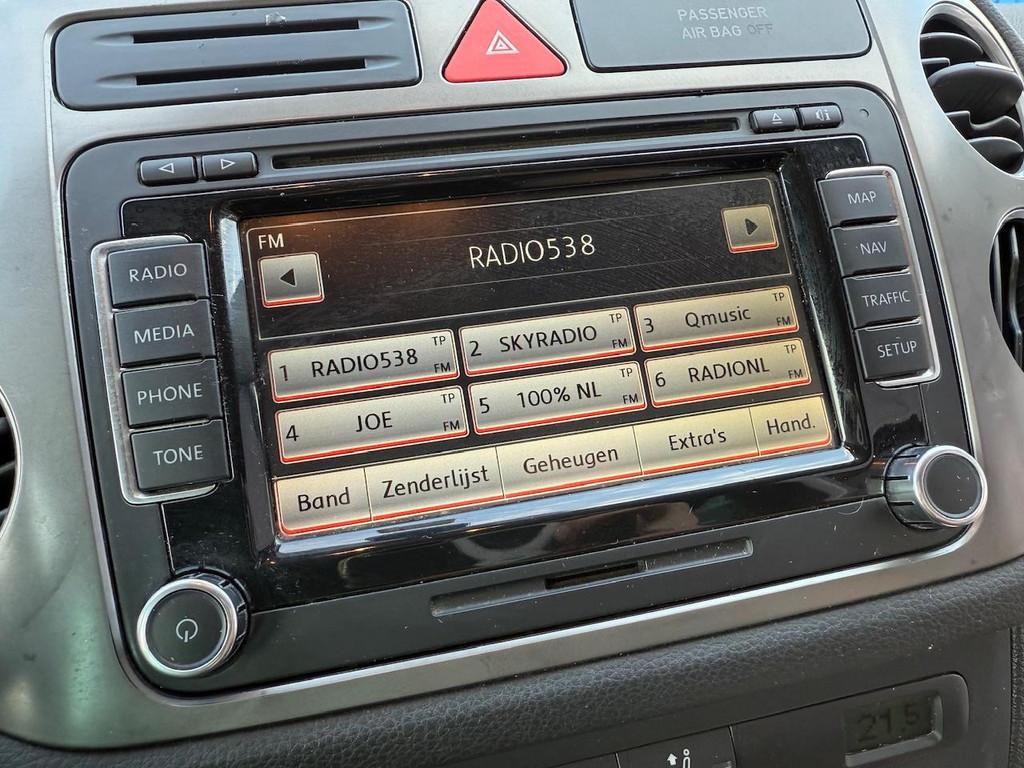 PASSENGER
AIR BAG OFF
RADIO
MEDIA
PHONE
TONE
FM
RADIO538
1 RADIO538 TP FM
2 SKYRADIO TP FM
3 Qmusic TP FM
4 JOE TP FM
5 100% NL TP FM
6 RADIONL TP FM
Band Zenderlijst Geheugen Extra's Hand.
MAP
NAV
TRAFFIC
SETUP
21.5